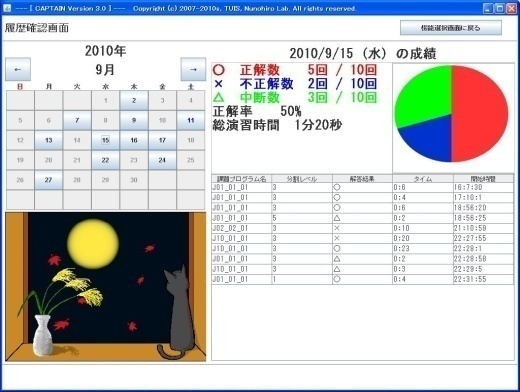 --- [ CAPTAIN Version 3.0 ] --- Copyright (c) 2007-2010s, TUIS, Nunohiro Lab. All rights reserved.
履歴確認画面
機能選択画面に戻る
2010年
← 9月 →
日 月 火 水 木 金 土
1 2 3 4
5 6 7 8 9 10 11
12 13 14 15 16 17 18
19 20 21 22 23 24 25
26 27 28 29 30
2010/9/15 (水) の成績
○ 正解数 5回 / 10回
× 不正解数 2回 / 10回
△ 中断数 3回 / 10回
正解率 50%
総演習時間 1分20秒
課題プログラム名 分割レベル 解答結果 タイム 開始時間
J01_01_01 3 ○ 0:6 16:7:30
J01_01_01 3 ○ 0:4 17:10:1
J01_01_01 3 ○ 0:6 18:56:20
J01_01_01 5 △ 0:2 18:56:25
J02_02_01 3 × 0:10 21:10:59
J10_01_01 3 × 0:20 22:27:55
J10_01_01 3 ○ 0:23 22:28:1
J01_01_01 3 △ 0:2 22:28:58
J10_01_01 3 △ 0:3 22:29:5
J01_01_01 1 ○ 0:4 22:31:55